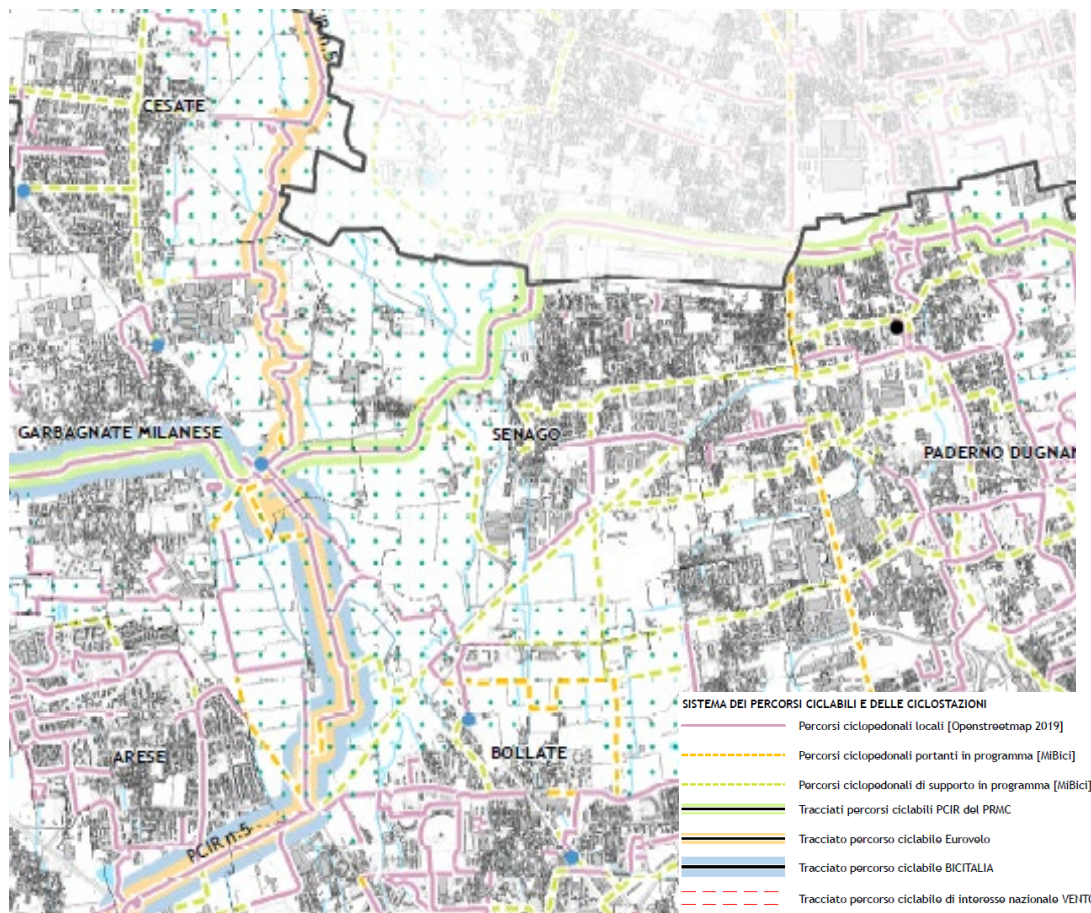 CESATE
GARBAGNATE MILANESE
SENAGO
PADERNO DUGNAN
ARESE
BOLLATE
PCIR n.5
SISTEMA DEI PERCORSI CICLABILI E DELLE CICLOSTAZIONI
Percorsi ciclopedonali locali [Openstreetmap 2019]
Percorsi ciclopedonali portanti in programma [MiBici]
Percorsi ciclopedonali di supporto in programma [MiBici]
Tracciati percorsi ciclabili PCIR del PRMC
Tracciato percorso ciclabile Eurovelo
Tracciato percorso ciclabile BICITALIA
Tracciato percorso ciclabile di interesse nazionale VENT